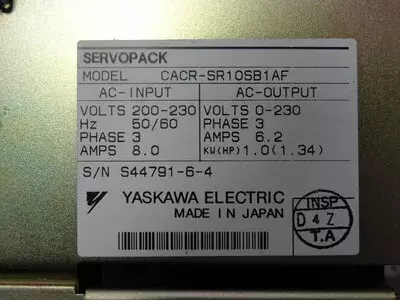 SERVOPACK
MODEL CACR-SR10SB1AF
AC-INPUT AC-OUTPUT
VOLTS 200-230 VOLTS 0-230
Hz 50/60 PHASE 3
PHASE 3 AMPS 6.2
AMPS 8.0 KW(HP) 1.0(1.34)
S/N S44791-6-4
YASKAWA ELECTRIC
MADE IN JAPAN
INSP
D 4 Z
T.A